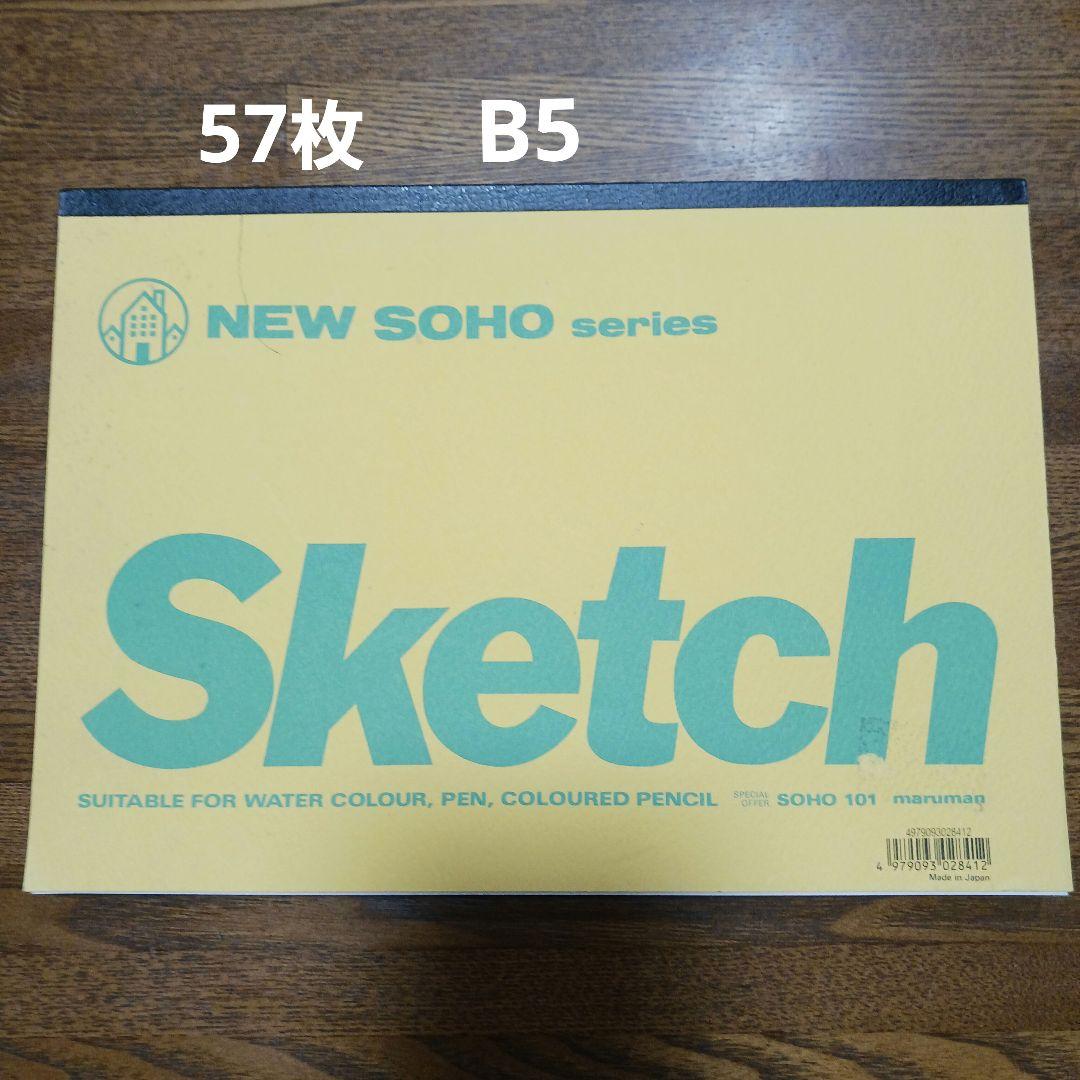 57枚 B5
NEW SOHO series
Sketch
SUITABLE FOR WATER COLOUR, PEN, COLOURED PENCIL SPECIAL OFFER SOHO 101 maruman
4979093028412
4 979093 028412
Made in Japan